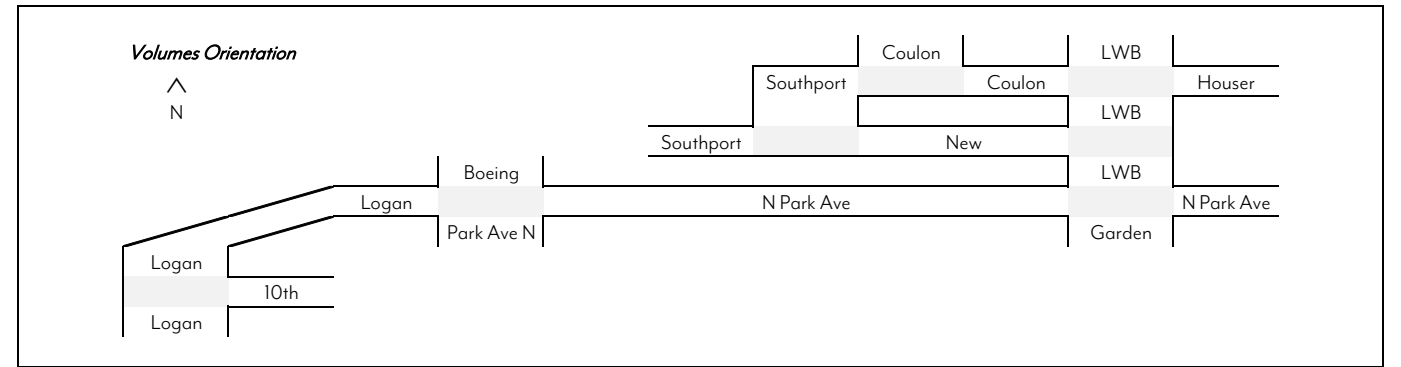 Volumes Orientation
Coulon LWB
Southport Coulon Houser
N LWB
Southport New
Boeing LWB
Logan N Park Ave N Park Ave
Park Ave N Garden
Logan
10th
Logan